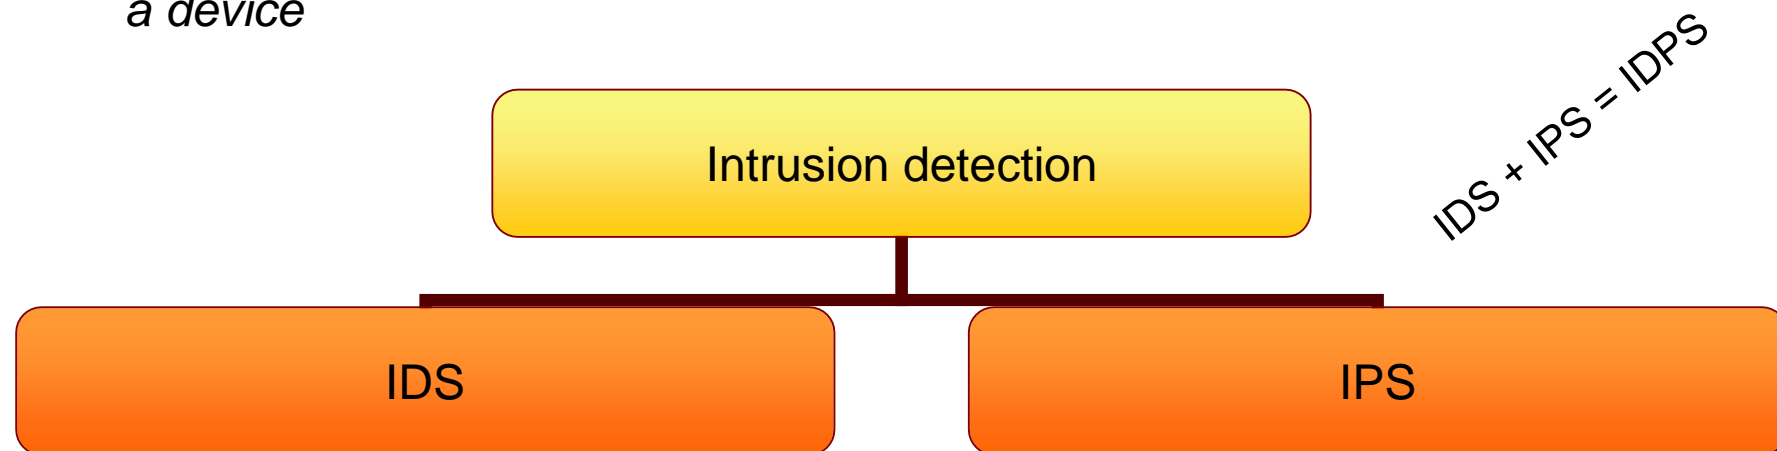 a device
IDS + IPS = IDPS
Intrusion detection
IDS
IPS